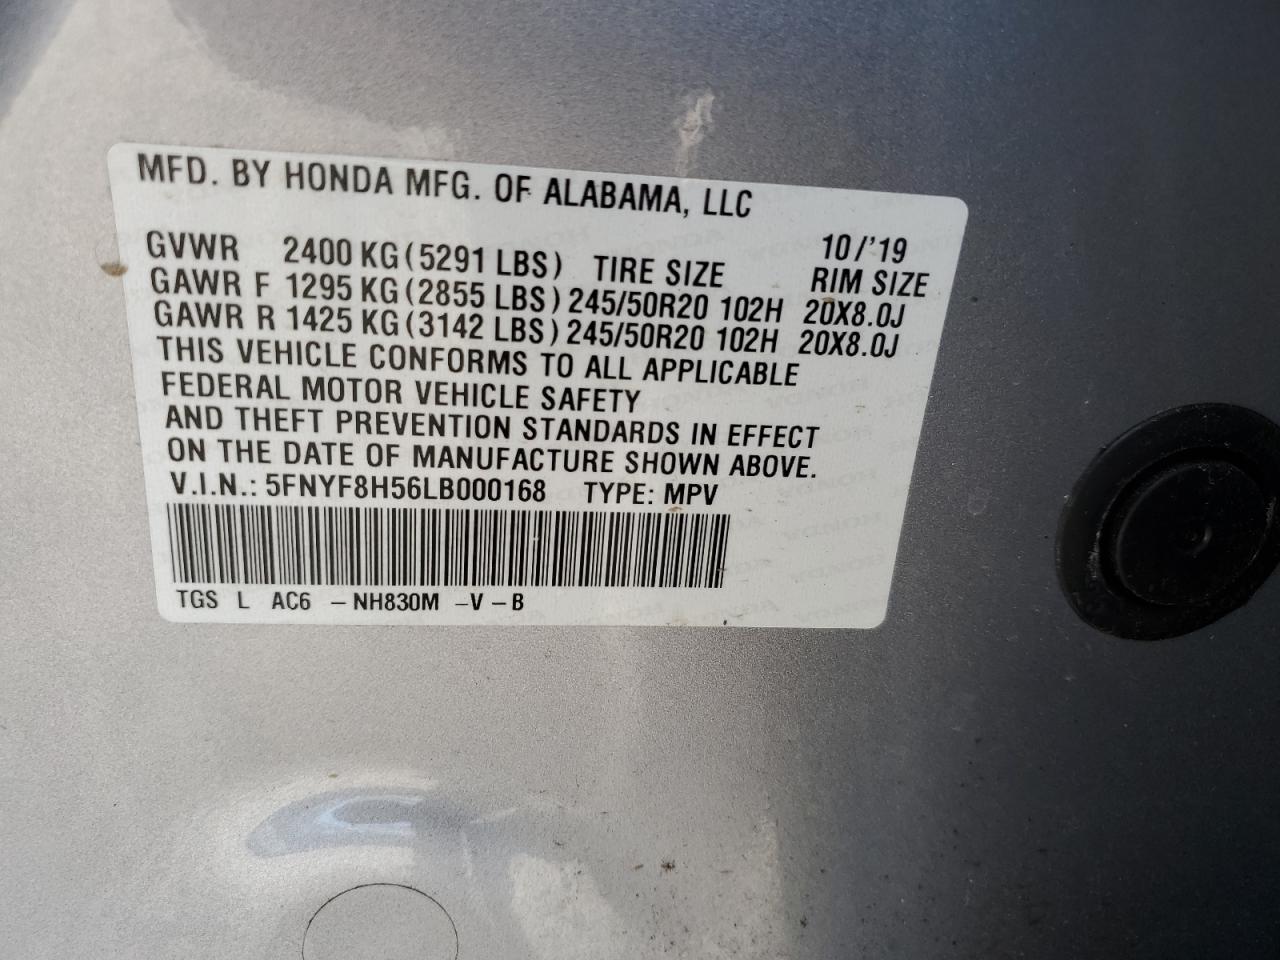 MFD. BY HONDA MFG. OF ALABAMA, LLC
10/'19
GVWR 2400 KG (5291 LBS) TIRE SIZE RIM SIZE
GAWR F 1295 KG (2855 LBS) 245/50R20 102H 20X8.0J
GAWR R 1425 KG (3142 LBS) 245/50R20 102H 20X8.0J
THIS VEHICLE CONFORMS TO ALL APPLICABLE
FEDERAL MOTOR VEHICLE SAFETY
AND THEFT PREVENTION STANDARDS IN EFFECT
ON THE DATE OF MANUFACTURE SHOWN ABOVE.
V.I.N.: 5FNYF8H56LB000168 TYPE: MPV
TGS L AC6 -NH830M -V-B